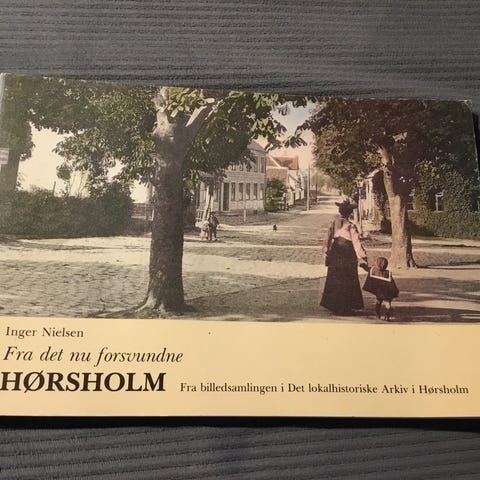 Inger Nielsen
Fra det nu forsvundne
HØRSHOLM Fra billedsamlingen i Det lokalhistoriske Arkiv i Hørsholm